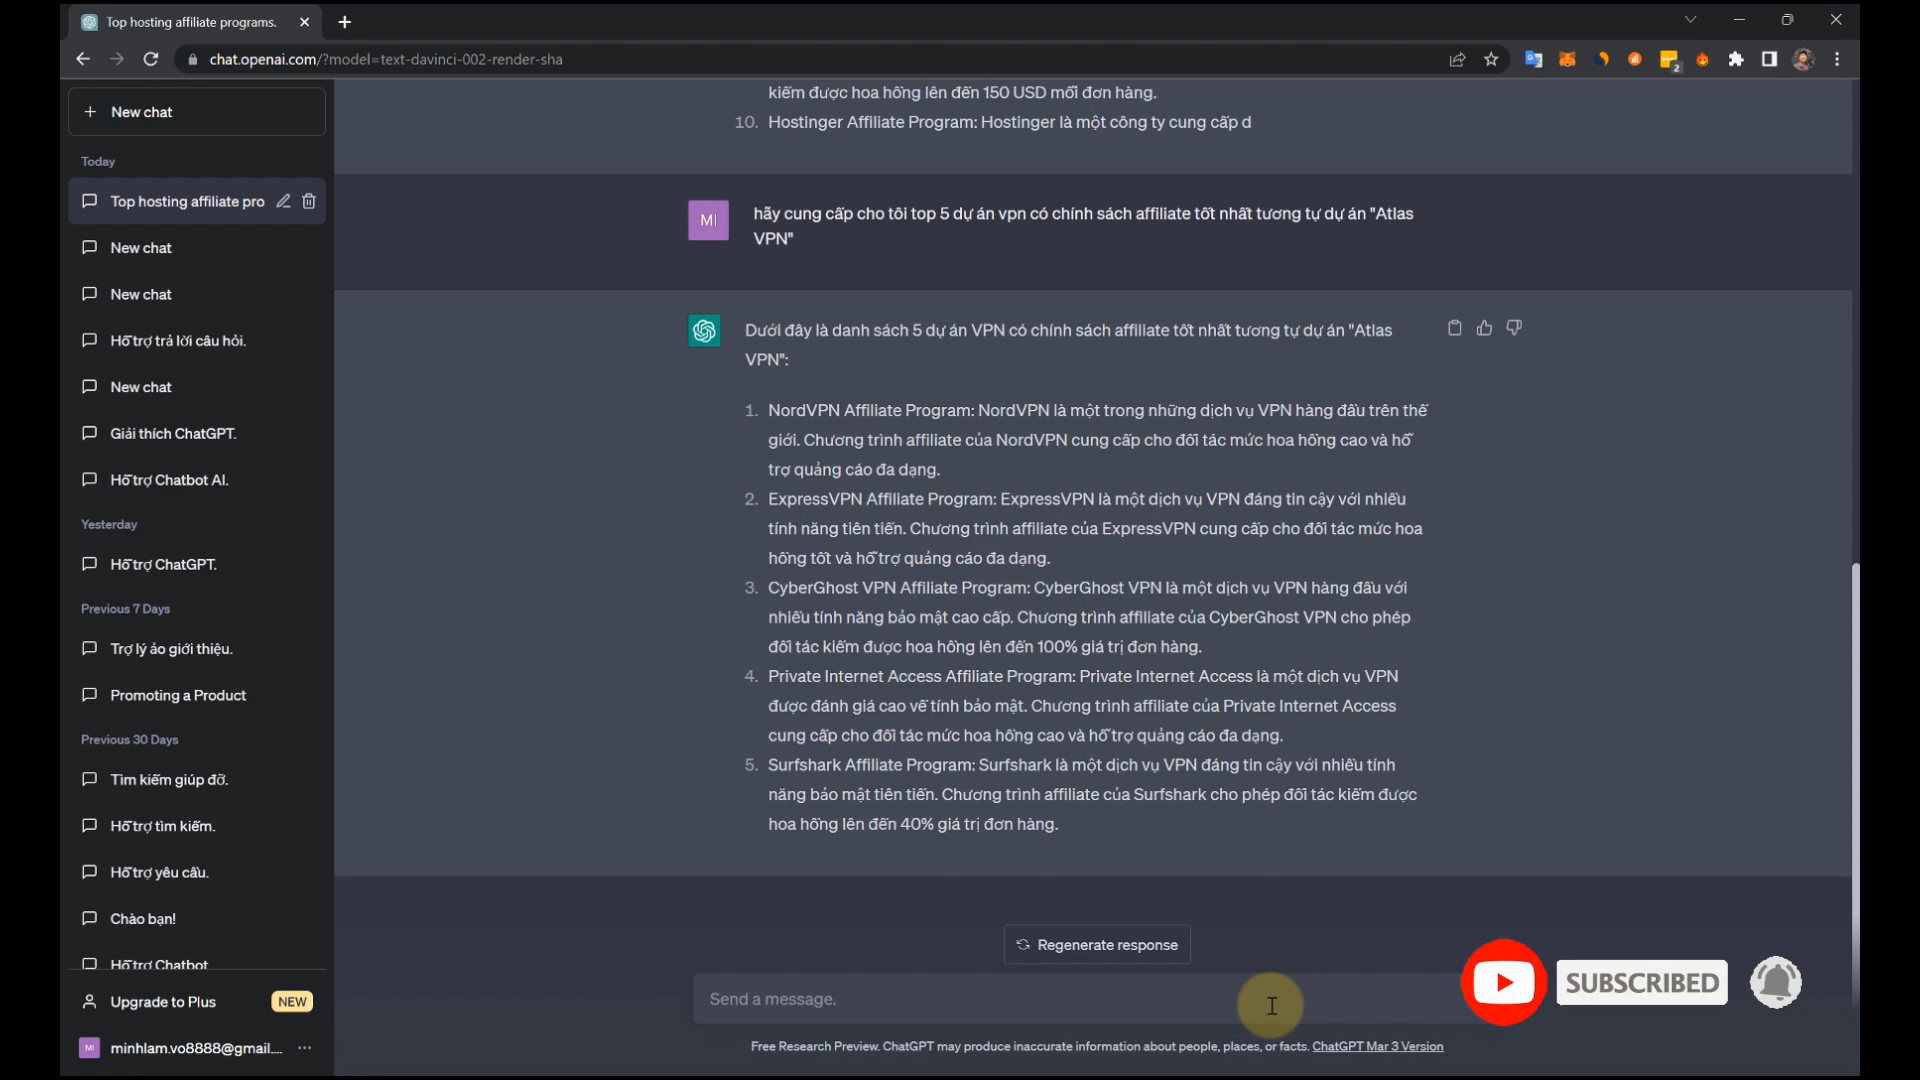 Top hosting affiliate programs.
chat.openai.com/?model=text-davinci-002-render-sha
2
New chat
Today
Top hosting affiliate pro
New chat
New chat
Hỗ trợ trả lời câu hỏi.
New chat
Giải thích ChatGPT.
Hỗ trợ Chatbot AI.
Yesterday
Hỗ trợ ChatGPT.
Previous 7 Days
Trợ lý ảo giới thiệu.
Promoting a Product
Previous 30 Days
Tìm kiếm giúp đỡ.
Hỗ trợ tìm kiếm.
Hỗ trợ yêu cầu.
Chào bạn!
Hỗ trợ Chatbot
Upgrade to Plus
NEW
MI
minhlam.vo8888@gmail....
kiếm được hoa hồng lên đến 150 USD mỗi đơn hàng.
10. Hostinger Affiliate Program: Hostinger là một công ty cung cấp d
MI
hãy cung cấp cho tôi top 5 dự án vpn có chính sách affiliate tốt nhất tương tự dự án "Atlas
VPN"
Dưới đây là danh sách 5 dự án VPN có chính sách affiliate tốt nhất tương tự dự án "Atlas
VPN":
1. NordVPN Affiliate Program: NordVPN là một trong những dịch vụ VPN hàng đầu trên thế
giới. Chương trình affiliate của NordVPN cung cấp cho đối tác mức hoa hồng cao và hỗ
trợ quảng cáo đa dạng.
2. ExpressVPN Affiliate Program: ExpressVPN là một dịch vụ VPN đáng tin cậy với nhiều
tính năng tiên tiến. Chương trình affiliate của ExpressVPN cung cấp cho đối tác mức hoa
hồng tốt và hỗ trợ quảng cáo đa dạng.
3. CyberGhost VPN Affiliate Program: CyberGhost VPN là một dịch vụ VPN hàng đầu với
nhiều tính năng bảo mật cao cấp. Chương trình affiliate của CyberGhost VPN cho phép
đối tác kiếm được hoa hồng lên đến 100% giá trị đơn hàng.
4. Private Internet Access Affiliate Program: Private Internet Access là một dịch vụ VPN
được đánh giá cao về tính bảo mật. Chương trình affiliate của Private Internet Access
cung cấp cho đối tác mức hoa hồng cao và hỗ trợ quảng cáo đa dạng.
5. Surfshark Affiliate Program: Surfshark là một dịch vụ VPN đáng tin cậy với nhiều tính
năng bảo mật tiên tiến. Chương trình affiliate của Surfshark cho phép đối tác kiếm được
hoa hồng lên đến 40% giá trị đơn hàng.
Regenerate response
Send a message.
SUBSCRIBED
Free Research Preview. ChatGPT may produce inaccurate information about people, places, or facts. ChatGPT Mar 3 Version